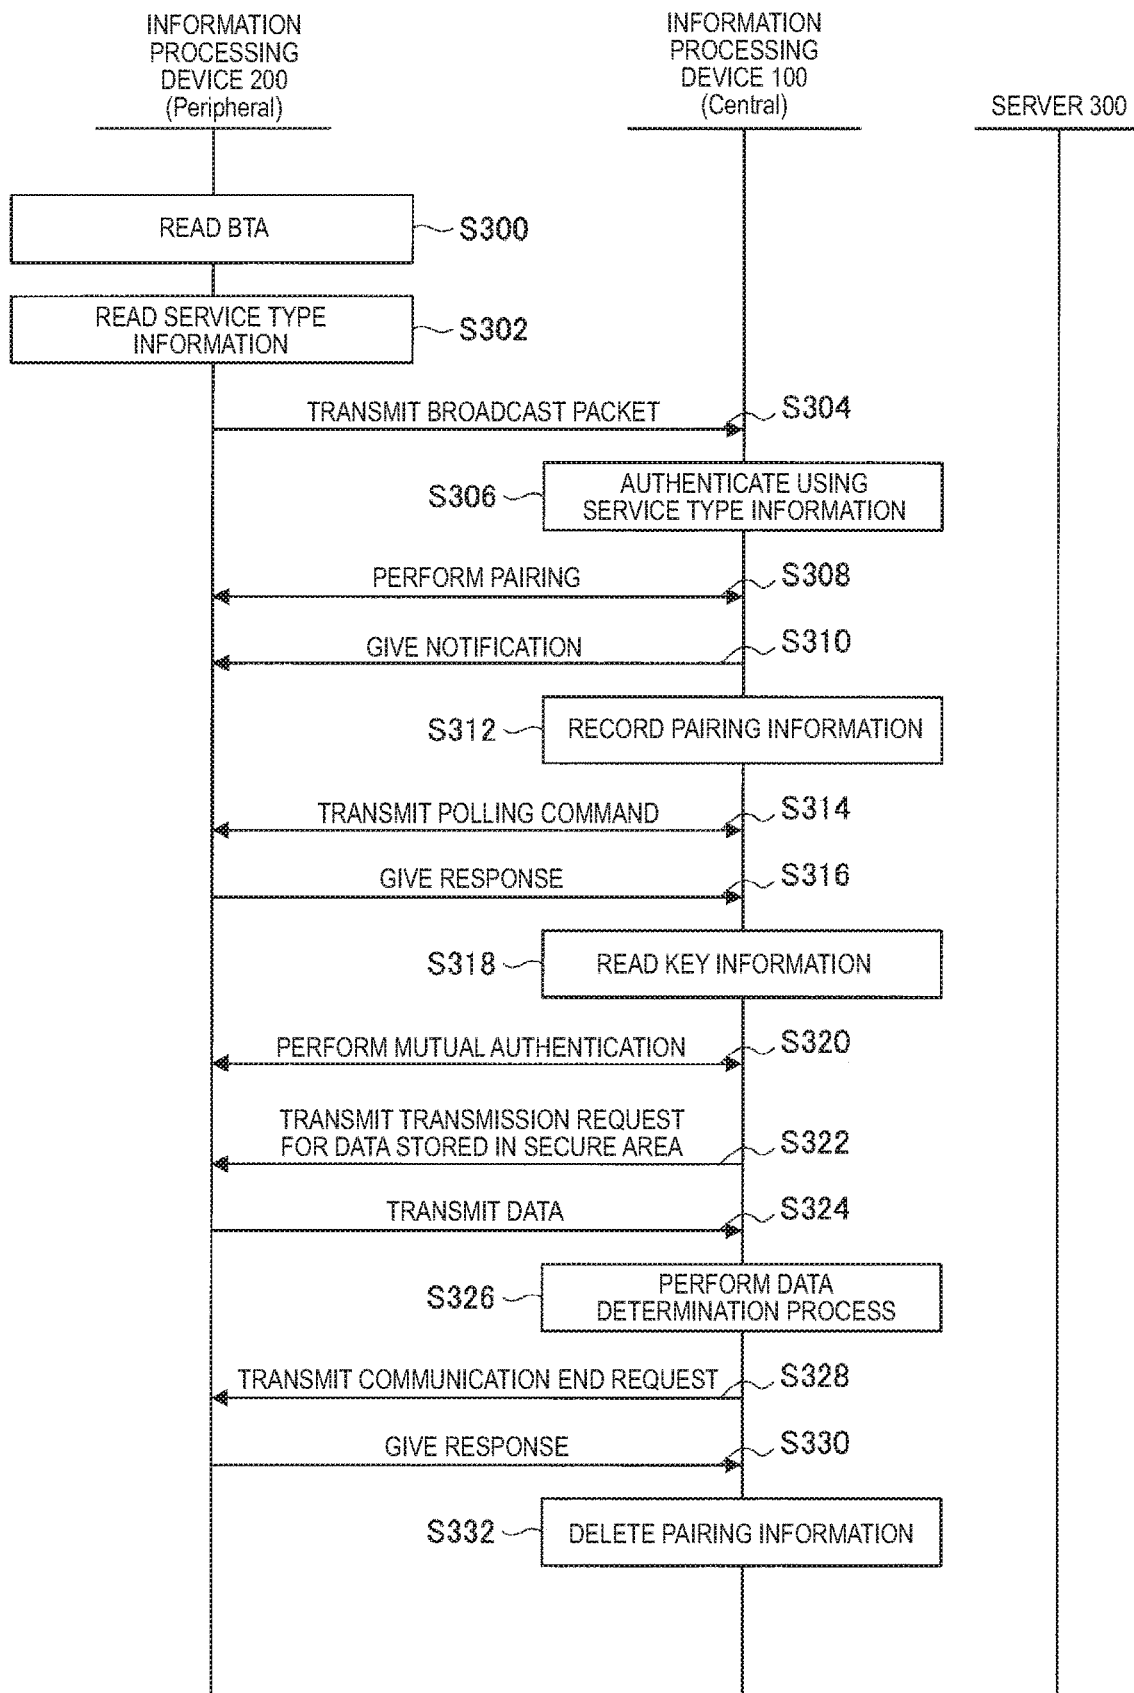 INFORMATION
PROCESSING
DEVICE 200
(Peripheral)
INFORMATION
PROCESSING
DEVICE 100
(Central)
SERVER 300
READ BTA
S300
READ SERVICE TYPE
INFORMATION
S302
TRANSMIT BROADCAST PACKET
S304
S306
AUTHENTICATE USING
SERVICE TYPE INFORMATION
PERFORM PAIRING
S308
GIVE NOTIFICATION
S310
S312
RECORD PAIRING INFORMATION
TRANSMIT POLLING COMMAND
S314
GIVE RESPONSE
S316
S318
READ KEY INFORMATION
PERFORM MUTUAL AUTHENTICATION
S320
TRANSMIT TRANSMISSION REQUEST
FOR DATA STORED IN SECURE AREA
S322
TRANSMIT DATA
S324
S326
PERFORM DATA
DETERMINATION PROCESS
TRANSMIT COMMUNICATION END REQUEST
S328
GIVE RESPONSE
S330
S332
DELETE PAIRING INFORMATION